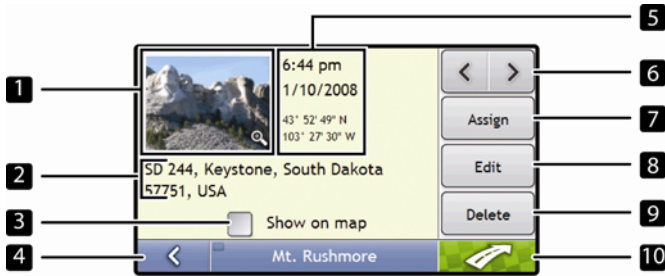 5
6:44 pm
1/10/2008
43° 52' 49" N
103° 27' 30" W
1
6
Assign
7
SD 244, Keystone, South Dakota
57751, USA
2
Edit
8
3
Show on map
Delete
9
4
Mt. Rushmore
10